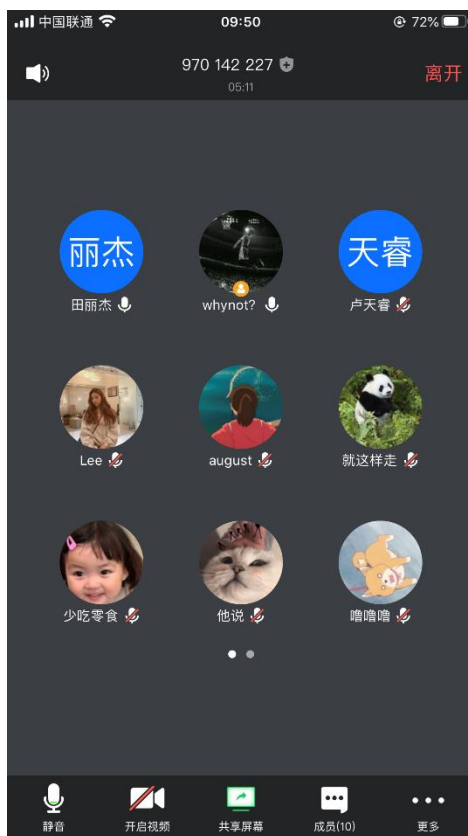 中国联通 09:50 72%
970 142 227
05:11
离开
丽杰 天睿
田丽杰 whynot? 卢天睿
Lee august 就这样走
少吃零食 他说 噜噜噜
静音 开启视频 共享屏幕 成员(10) 更多